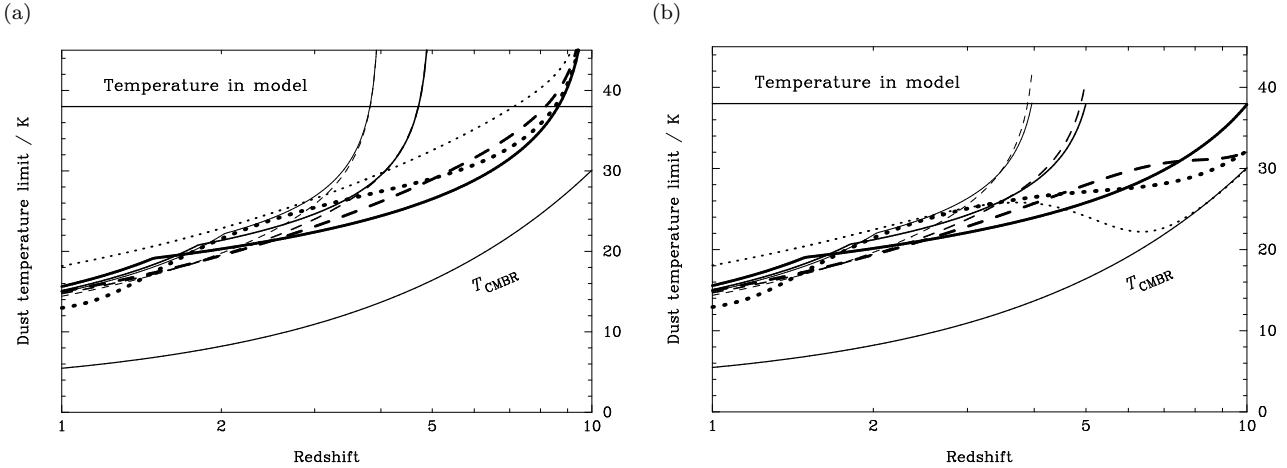 (a)
(b)
Temperature in model
Temperature in model
Dust temperature limit / K
Dust temperature limit / K
40
30
20
10
0
40
30
20
10
0
T_CMBR
T_CMBR
1 2 5 10
1 2 5 10
Redshift
Redshift